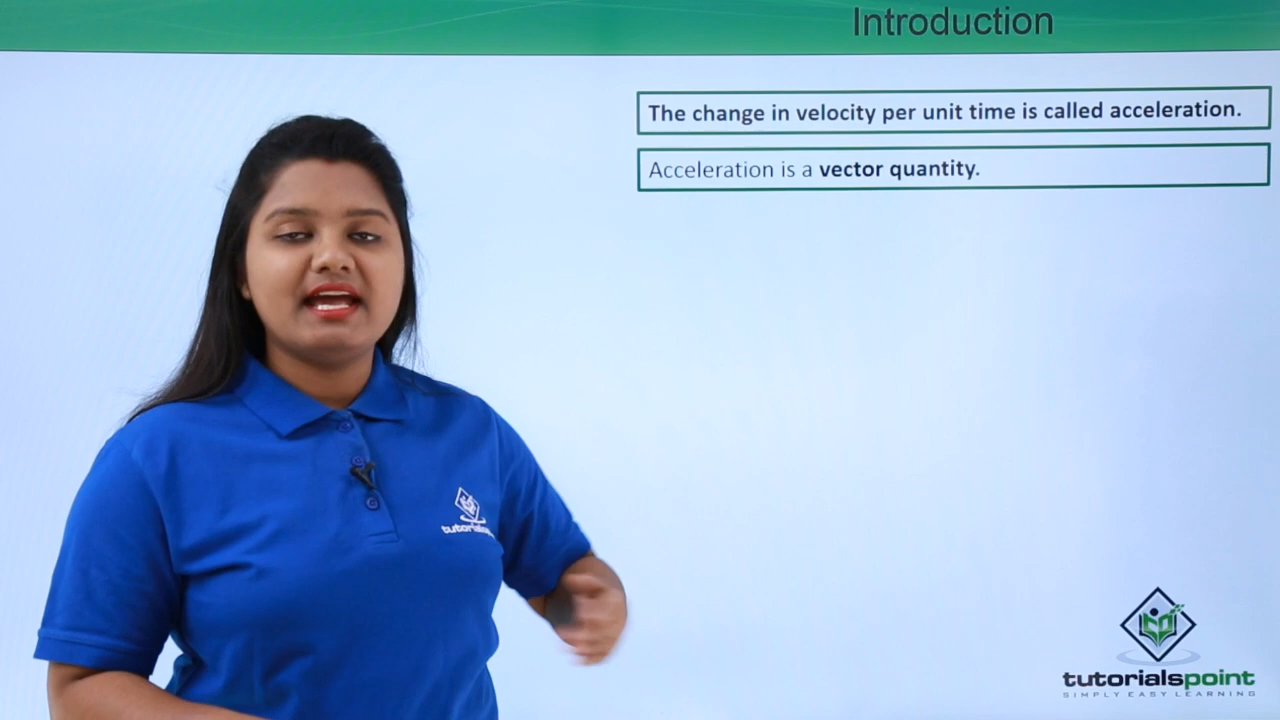 Introduction
The change in velocity per unit time is called acceleration.
Acceleration is a vector quantity.
tutorialspoint
SIMPLY EASY LEARNING